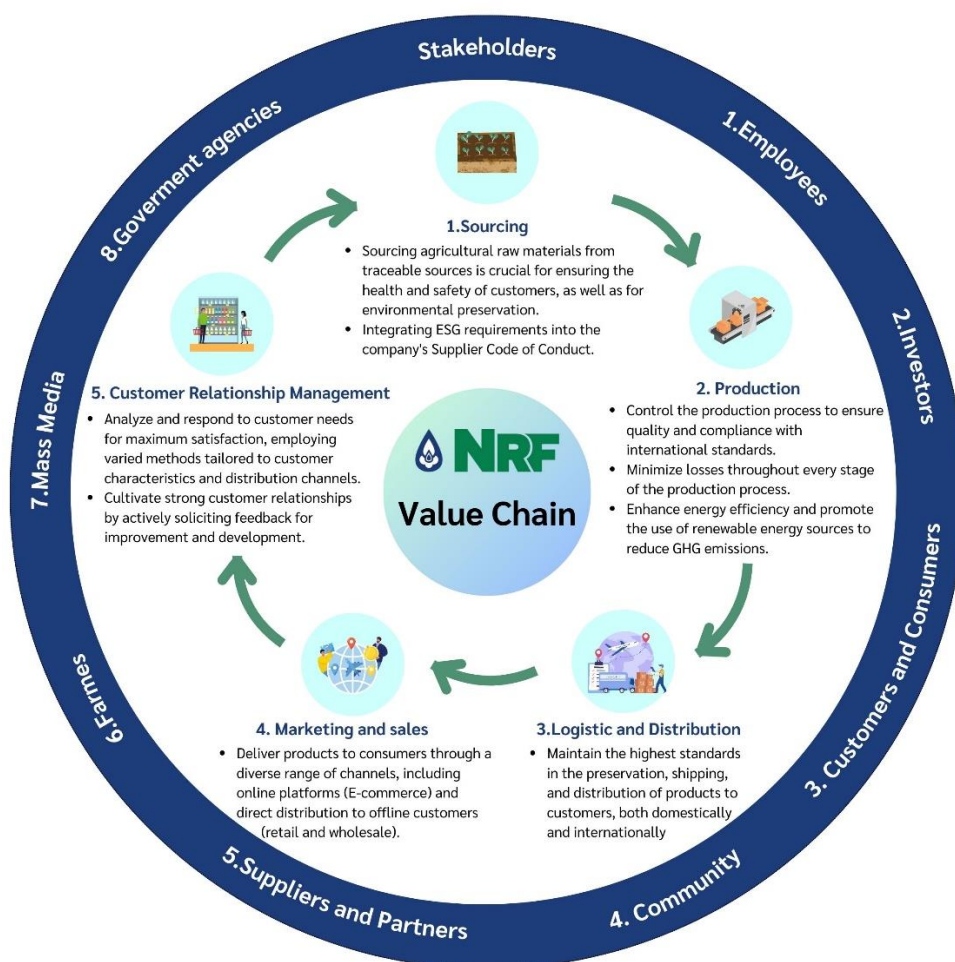 Stakeholders
1.Employees
2.Investors
3. Customers and Consumers
4. Community
5.Suppliers and Partners
6.Farmes
7.Mass Media
8.Goverment agencies
NRF
Value Chain
1.Sourcing
• Sourcing agricultural raw materials from
traceable sources is crucial for ensuring the
health and safety of customers, as well as for
environmental preservation.
• Integrating ESG requirements into the
company's Supplier Code of Conduct.
2. Production
• Control the production process to ensure
quality and compliance with
international standards.
• Minimize losses throughout every stage
of the production process.
• Enhance energy efficiency and promote
the use of renewable energy sources to
reduce GHG emissions.
3.Logistic and Distribution
• Maintain the highest standards
in the preservation, shipping,
and distribution of products to
customers, both domestically
and internationally
4. Marketing and sales
• Deliver products to consumers through a
diverse range of channels, including
online platforms (E-commerce) and
direct distribution to offline customers
(retail and wholesale).
5. Customer Relationship Management
• Analyze and respond to customer needs
for maximum satisfaction, employing
varied methods tailored to customer
characteristics and distribution channels.
• Cultivate strong customer relationships
by actively soliciting feedback for
improvement and development.